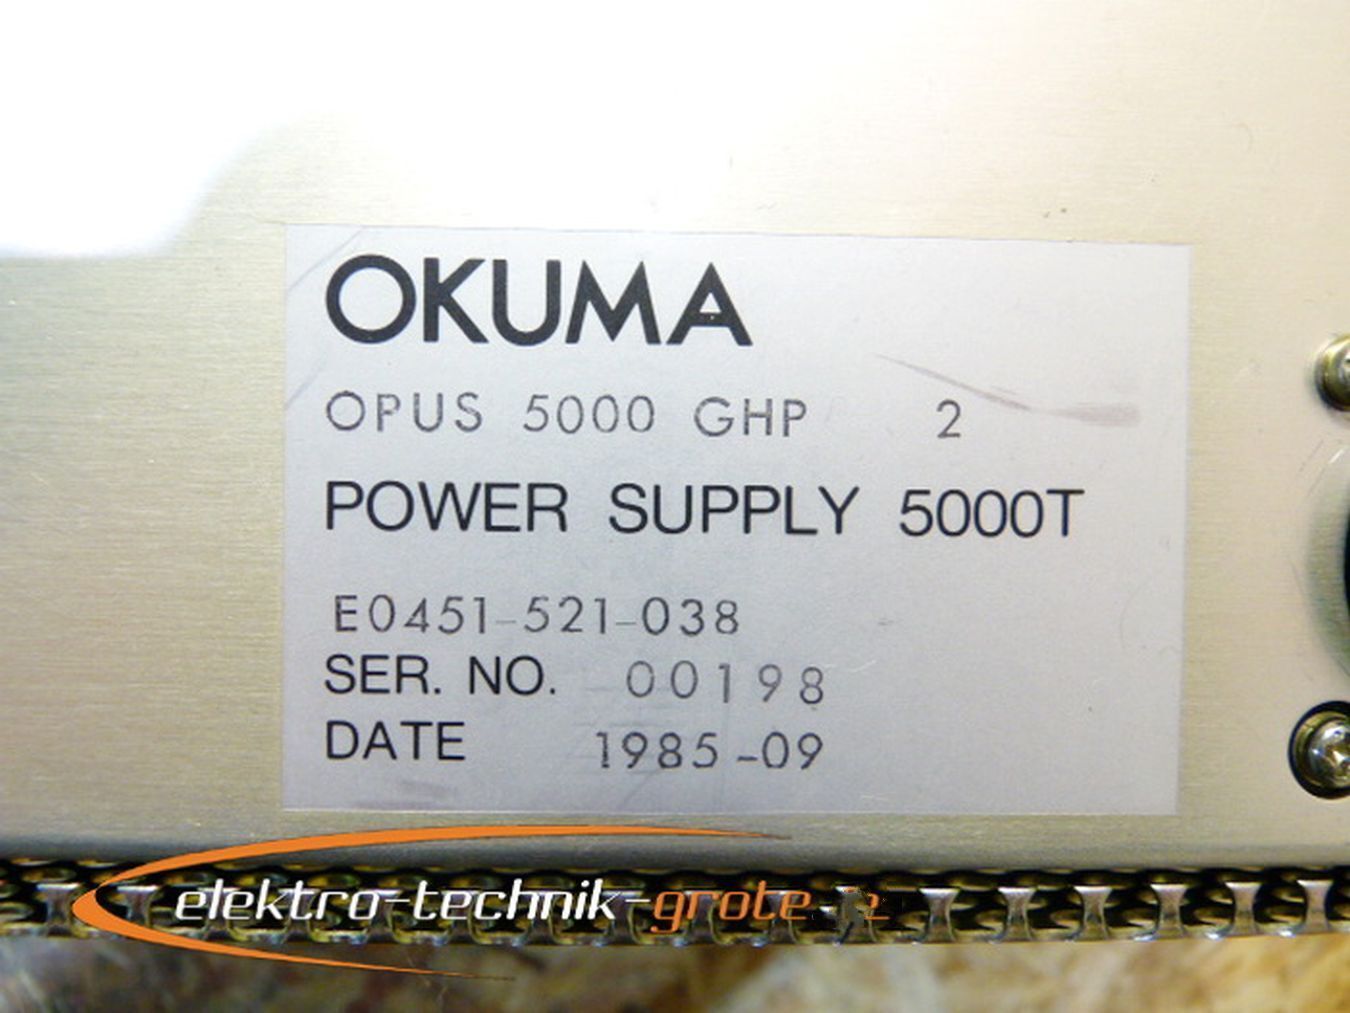 OKUMA
OPUS 5000 GHP 2
POWER SUPPLY 5000T
E0451-521-038
SER. NO. 00198
DATE 1985-09
elektro-technik-grote